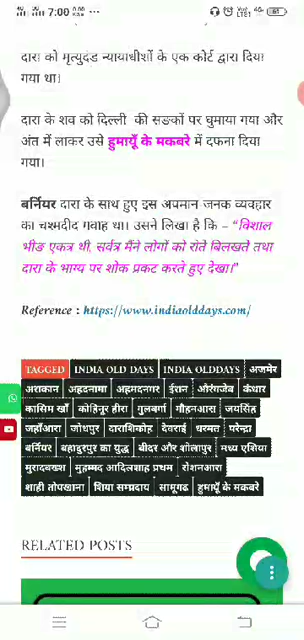 7:00
दारा को मृत्युदंड न्यायाधीशों के एक कोर्ट द्वारा दिया
गया था।
दारा के शव को दिल्ली की सडकों पर घुमाया गया और
अंत में लाकर उसे हुमायूँ के मकबरे में दफना दिया
गया।
बर्नियर दारा के साथ हुए इस अपमान जनक व्यवहार
का चश्मदीद गवाह था। उसने लिखा है कि – “विशाल
भीड एकत्र थी, सर्वत्र मैंने लोगों को रोते बिलखते तथा
दारा के भाग्य पर शोक प्रकट करते हुए देखा।”
Reference : https://www.indiaolddays.com/
TAGGED INDIA OLD DAYS INDIA OLDDAYS अजमेर
अराकान अहदनामा अहमदनगर ईरान औरंगजेब कंधार
कासिम खाँ कोहिनूर हीरा गुलबर्गा गौहनआरा जयसिंह
जहाँआरा जोधपुर दाराशिकोह देवराई धरमत परेन्द्रा
बर्नियर बहादुरपुर का युद्ध बीदर और शोलापुर मध्य एशिया
मुरादबख्श मुहम्मद आदिलशाह प्रथम रोशनआरा
शाही तोपखाना शिया सम्प्रदाय सामूगढ हुमायूँ के मकबरे
RELATED POSTS